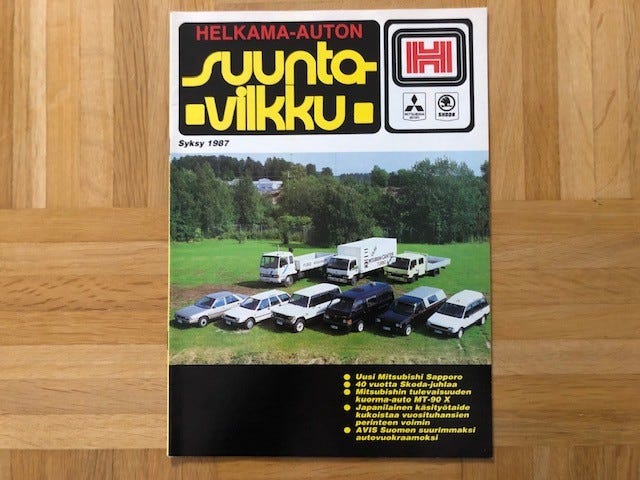 HELKAMA-AUTON
suunta-
vilkku
H
MITSUBISHI
MOTORS
SKODA
Syksy 1987
Uusi Mitsubishi Sapporo
40 vuotta Skoda-juhlaa
Mitsubishin tulevaisuuden
kuorma-auto MT-90 X
Japanilainen käsityötaide
kukoistaa vuosituhansien
perinteen voimin
AVIS Suomen suurimmaksi
autovuokraamoksi